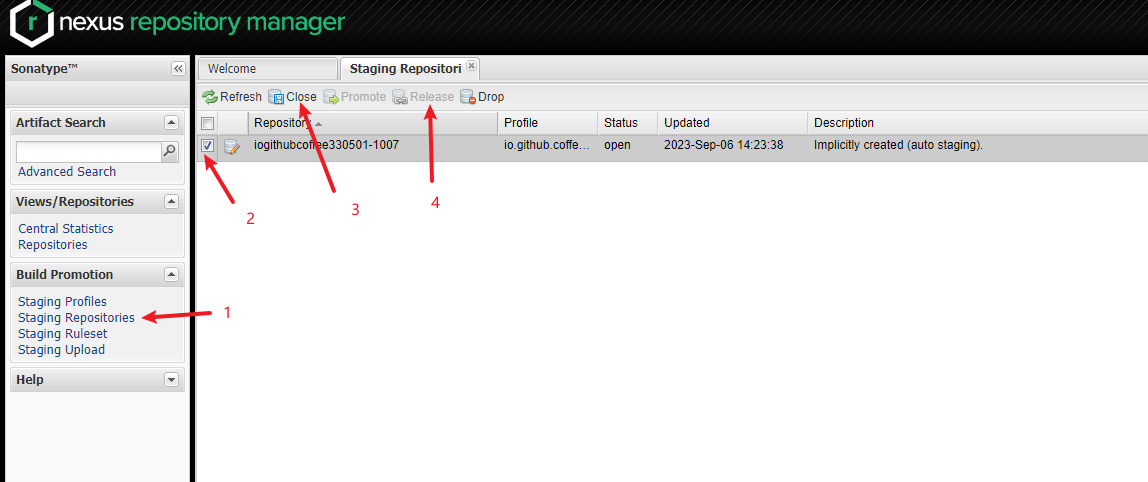 r nexus repository manager
Sonatype™ «
Welcome
Staging Repositori
Refresh Close Promote Release Drop
Artifact Search
Advanced Search
Views/Repositories
Central Statistics
Repositories
Build Promotion
Staging Profiles
Staging Repositories
Staging Ruleset
Staging Upload
Help
Repository Profile Status Updated Description
iogithubcoffee330501-1007 io.github.coffe... open 2023-Sep-06 14:23:38 Implicitly created (auto staging).
1
2
3
4